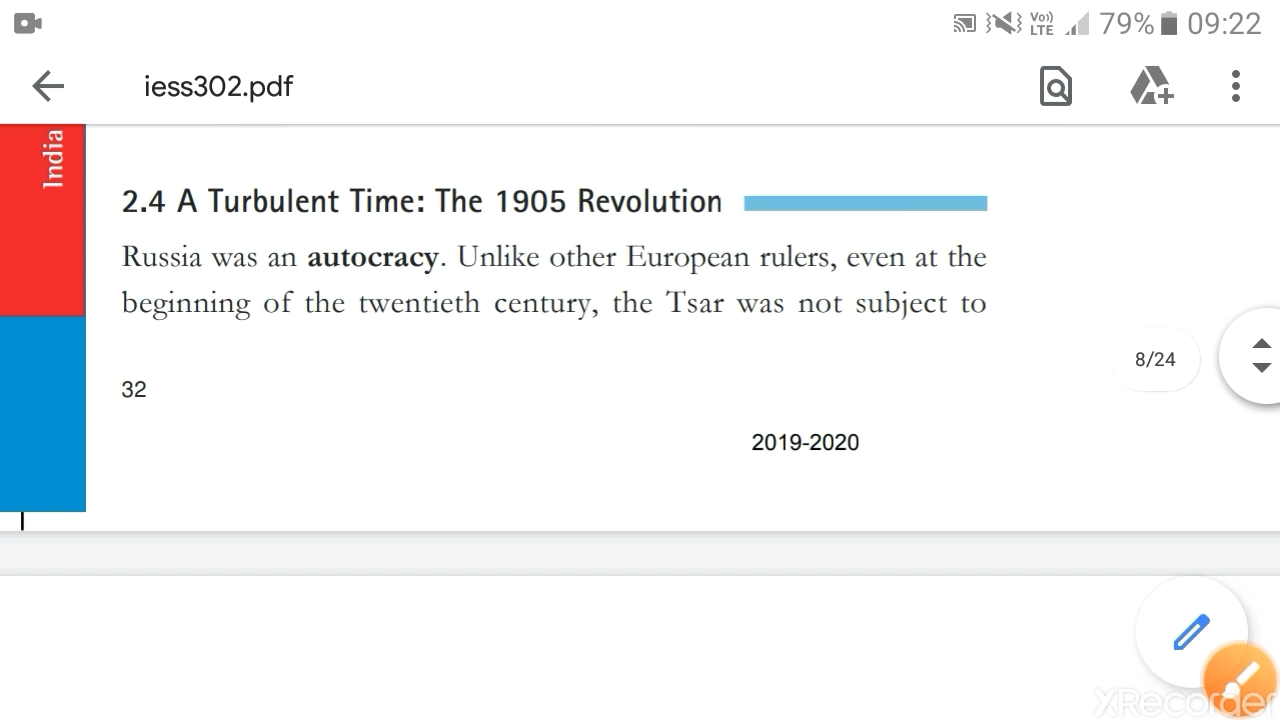 Vo))
LTE
79%
09:22
iess302.pdf
India
2.4 A Turbulent Time: The 1905 Revolution
Russia was an autocracy. Unlike other European rulers, even at the
beginning of the twentieth century, the Tsar was not subject to
8/24
32
2019-2020
XRecorder